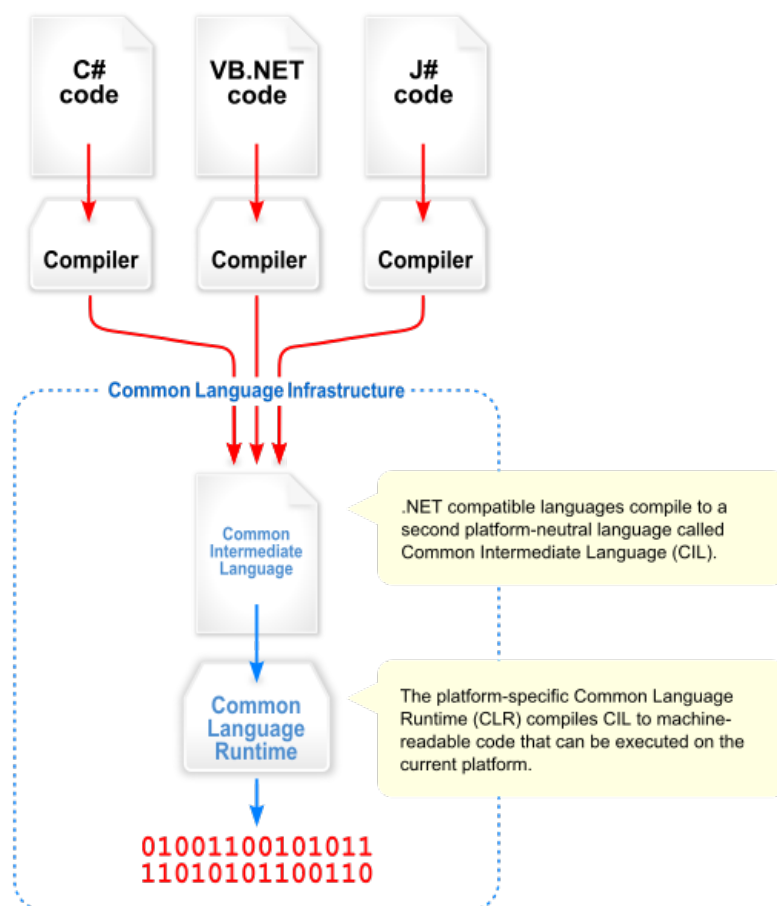 C#
code
VB.NET
code
J#
code
Compiler
Compiler
Compiler
Common Language Infrastructure
Common
Intermediate
Language
.NET compatible languages compile to a
second platform-neutral language called
Common Intermediate Language (CIL).
Common
Language
Runtime
The platform-specific Common Language
Runtime (CLR) compiles CIL to machine-
readable code that can be executed on the
current platform.
01001100101011
11010101100110